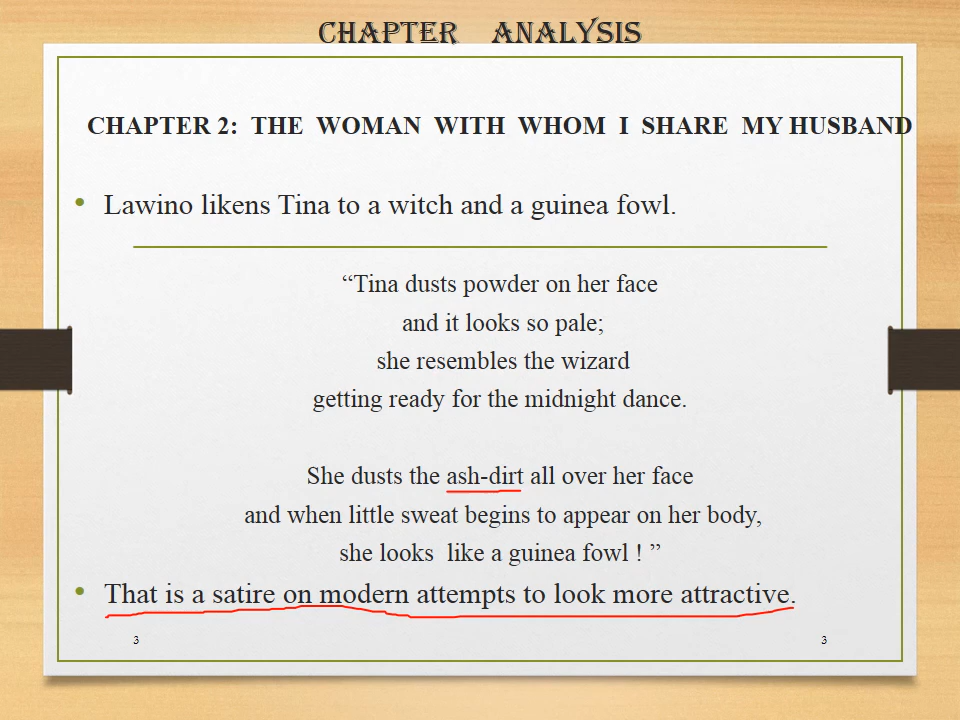 CHAPTER ANALYSIS
CHAPTER 2: THE WOMAN WITH WHOM I SHARE MY HUSBAND
• Lawino likens Tina to a witch and a guinea fowl.
“Tina dusts powder on her face
and it looks so pale;
she resembles the wizard
getting ready for the midnight dance.
She dusts the ash-dirt all over her face
and when little sweat begins to appear on her body,
she looks like a guinea fowl ! ”
• That is a satire on modern attempts to look more attractive.
3 3